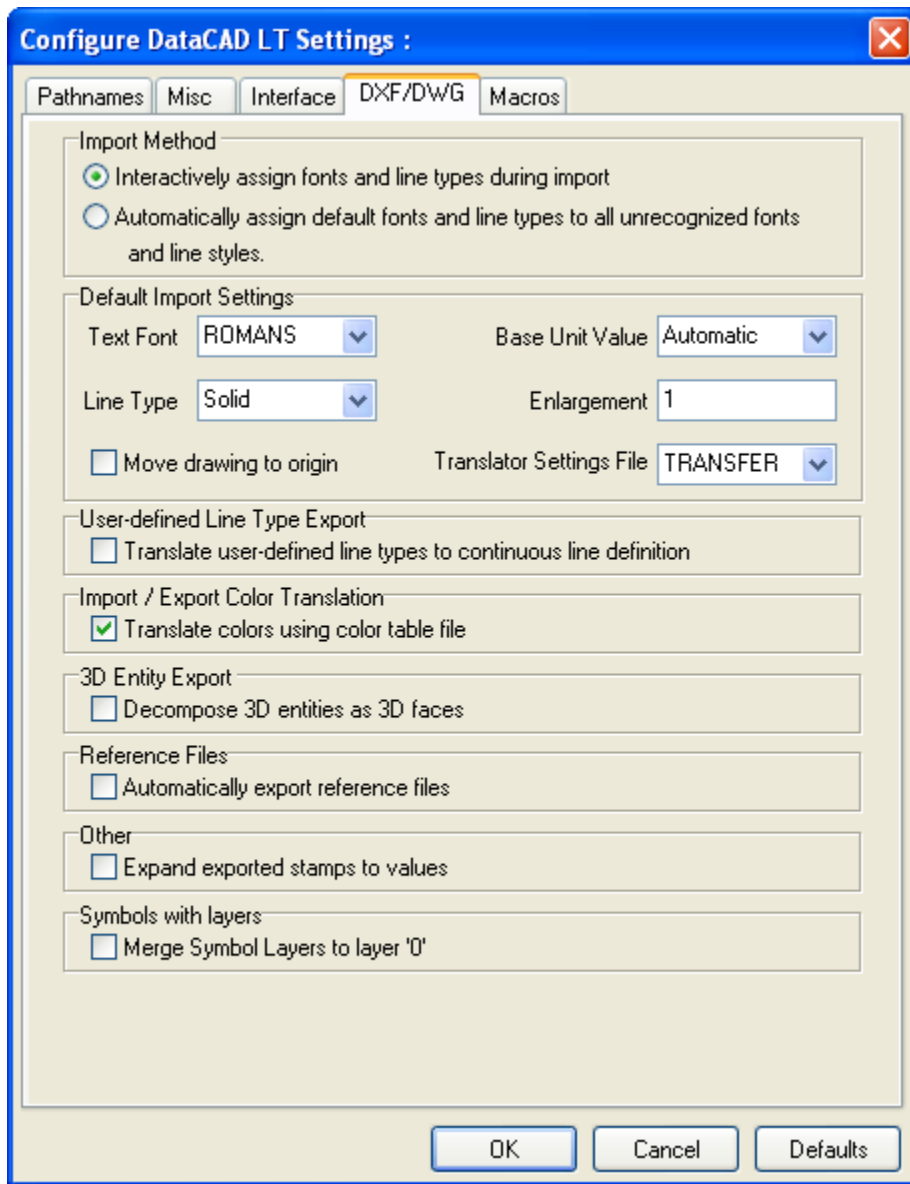 Configure DataCAD LT Settings :
Pathnames Misc Interface DXF/DWG Macros
Import Method
Interactively assign fonts and line types during import
Automatically assign default fonts and line types to all unrecognized fonts
and line styles.
Default Import Settings
Text Font ROMANS Base Unit Value Automatic
Line Type Solid Enlargement 1
Move drawing to origin Translator Settings File TRANSFER
User-defined Line Type Export
Translate user-defined line types to continuous line definition
Import / Export Color Translation
Translate colors using color table file
3D Entity Export
Decompose 3D entities as 3D faces
Reference Files
Automatically export reference files
Other
Expand exported stamps to values
Symbols with layers
Merge Symbol Layers to layer '0'
OK Cancel Defaults